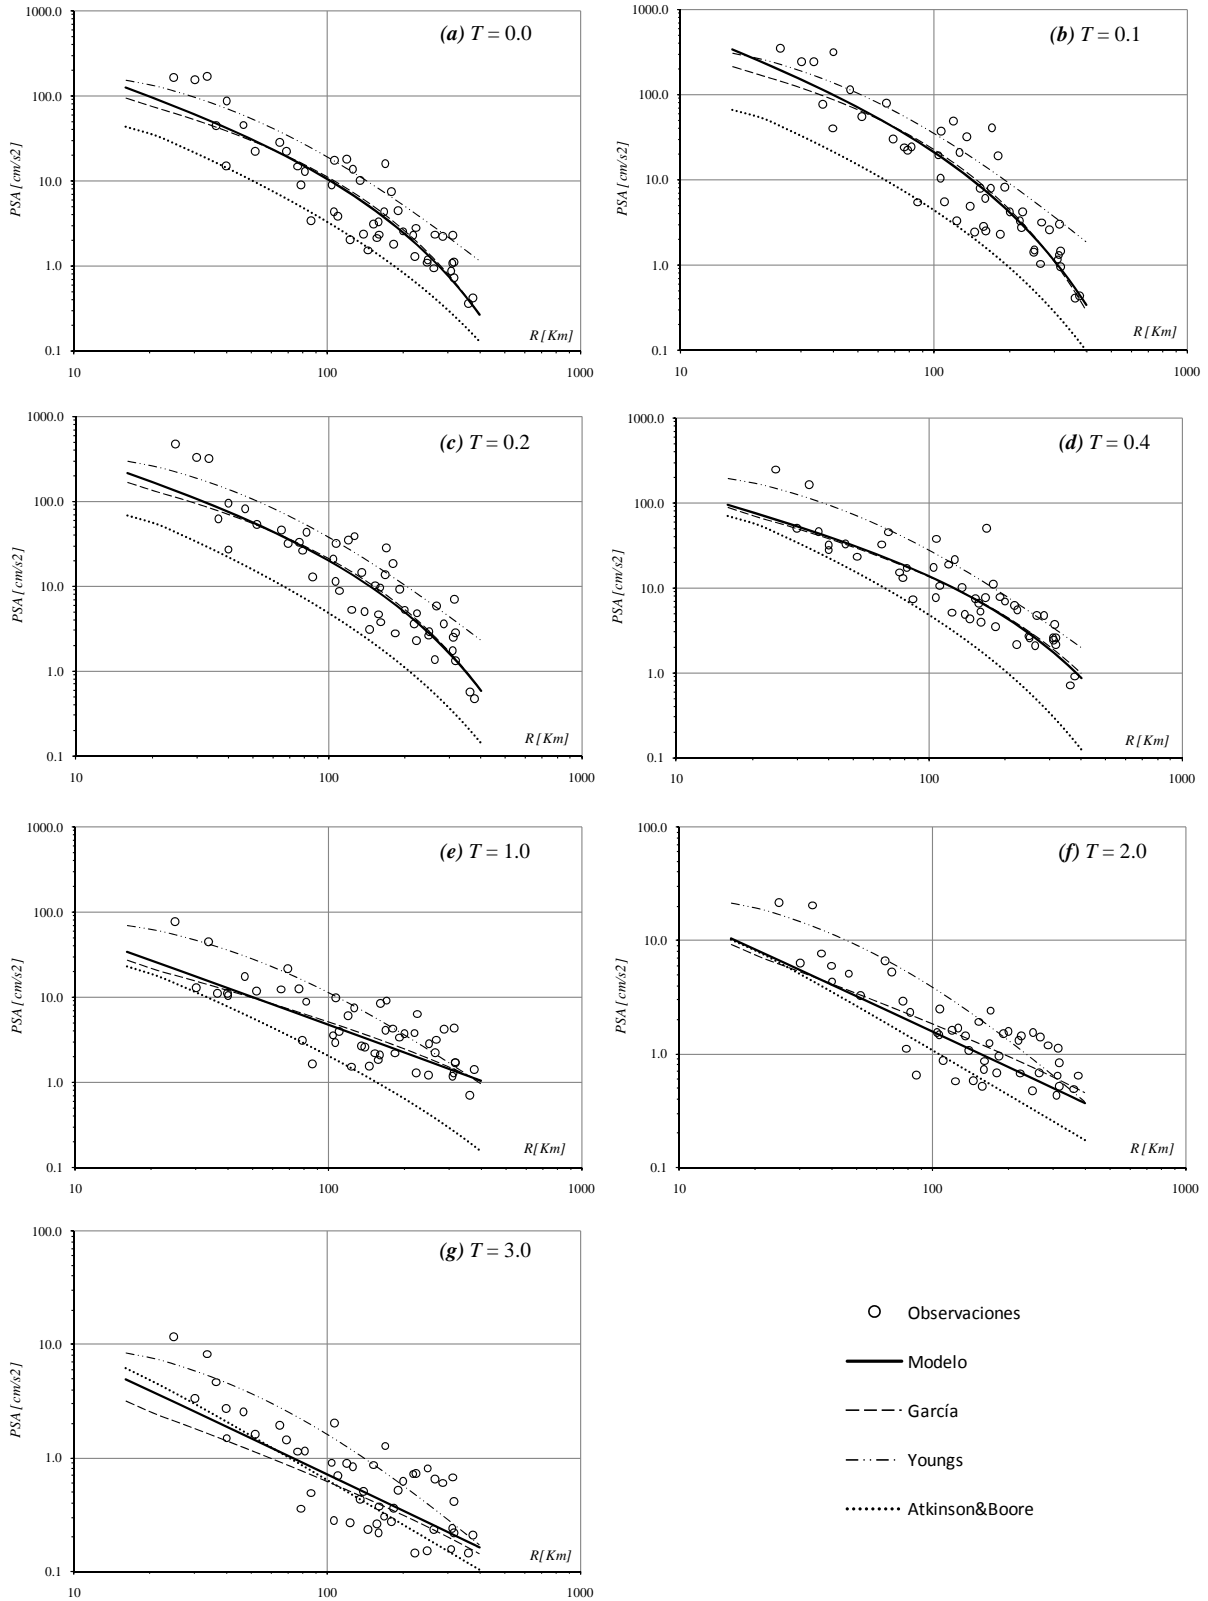 (a) T = 0.0
1000.0
100.0
10.0
1.0
0.1
PSA [cm/s2]
R [Km]
10
100
1000
(b) T = 0.1
1000.0
100.0
10.0
1.0
0.1
PSA [cm/s2]
R [Km]
10
100
1000
(c) T = 0.2
1000.0
100.0
10.0
1.0
0.1
PSA [cm/s2]
R [Km]
10
100
1000
(d) T = 0.4
1000.0
100.0
10.0
1.0
0.1
PSA [cm/s2]
R [Km]
10
100
1000
(e) T = 1.0
1000.0
100.0
10.0
1.0
0.1
PSA [cm/s2]
R [Km]
10
100
1000
(f) T = 2.0
100.0
10.0
1.0
0.1
PSA [cm/s2]
R [Km]
10
100
1000
(g) T = 3.0
100.0
10.0
1.0
0.1
PSA [cm/s2]
R [Km]
10
100
1000
Observaciones
Modelo
García
Youngs
Atkinson&Boore